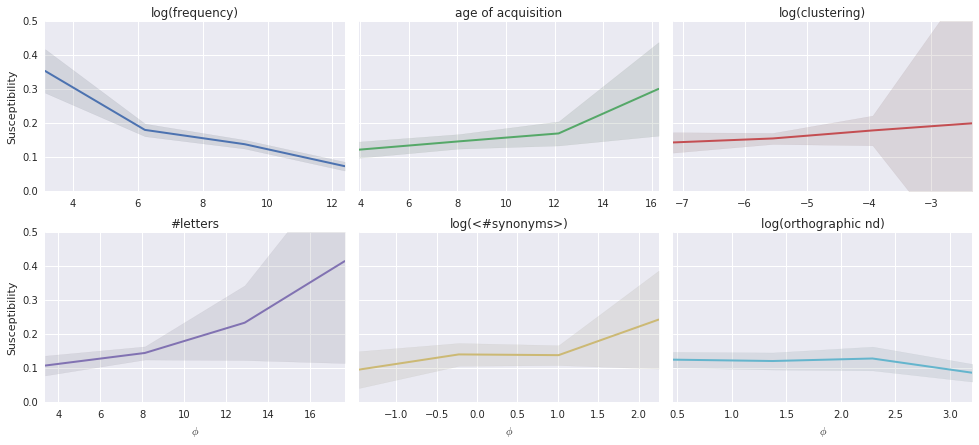 log(frequency) age of acquisition log(clustering)
Susceptibility
0.5
0.4
0.3
0.2
0.1
0.0
4 6 8 10 12
4 6 8 10 12 14 16
−7 −6 −5 −4 −3
#letters log(<#synonyms>) log(orthographic nd)
Susceptibility
0.5
0.4
0.3
0.2
0.1
0.0
4 6 8 10 12 14 16
−1.0 −0.5 0.0 0.5 1.0 1.5 2.0
0.5 1.0 1.5 2.0 2.5 3.0
ϕ ϕ ϕ